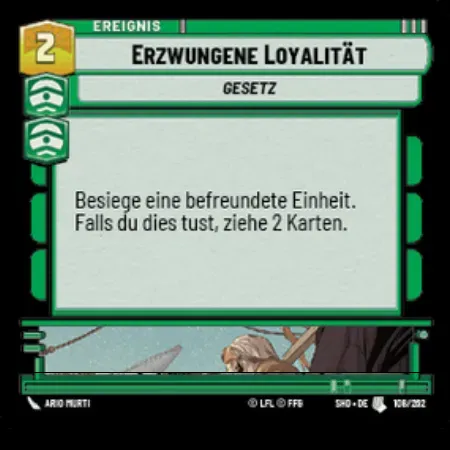 EREIGNIS
2
ERZWUNGENE LOYALITÄT
GESETZ
Besiege eine befreundete Einheit.
Falls du dies tust, ziehe 2 Karten.
ARIO MURTI
© LFL © FFG
SHD • DE
108/262